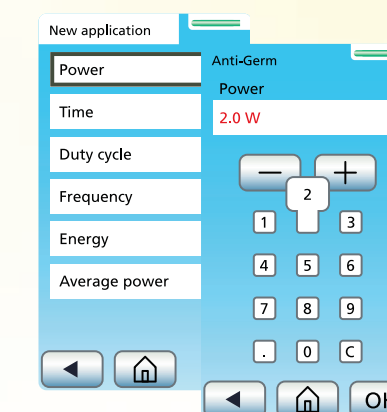 New application
Power
Time
Duty cycle
Frequency
Energy
Average power
Anti-Germ
Power
2.0 W
− +
2
1 3
4 5 6
7 8 9
. 0 C